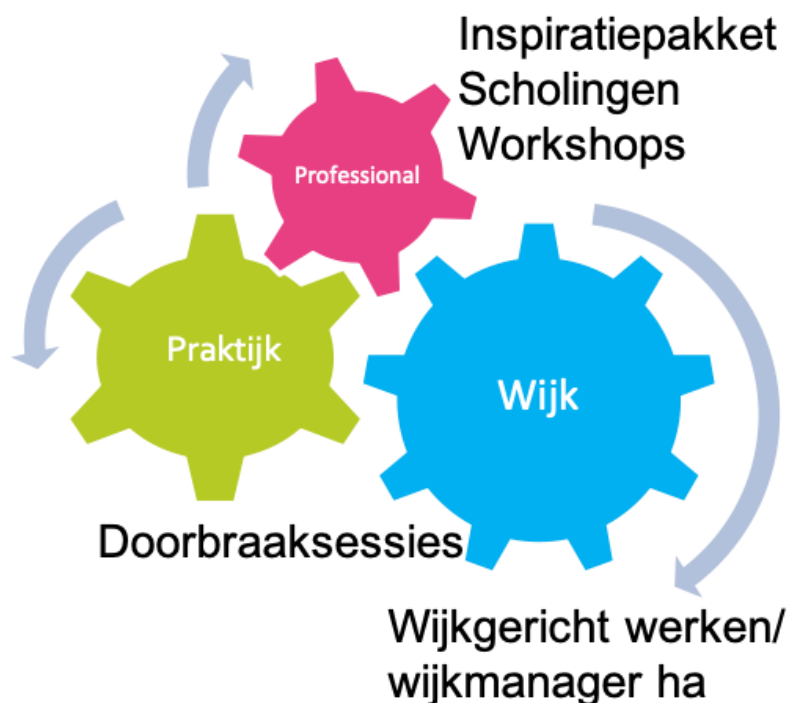 Inspiratiepakket
Scholingen
Workshops
Professional
Praktijk
Wijk
Doorbraaksessies
Wijkgericht werken/
wijkmanager ha